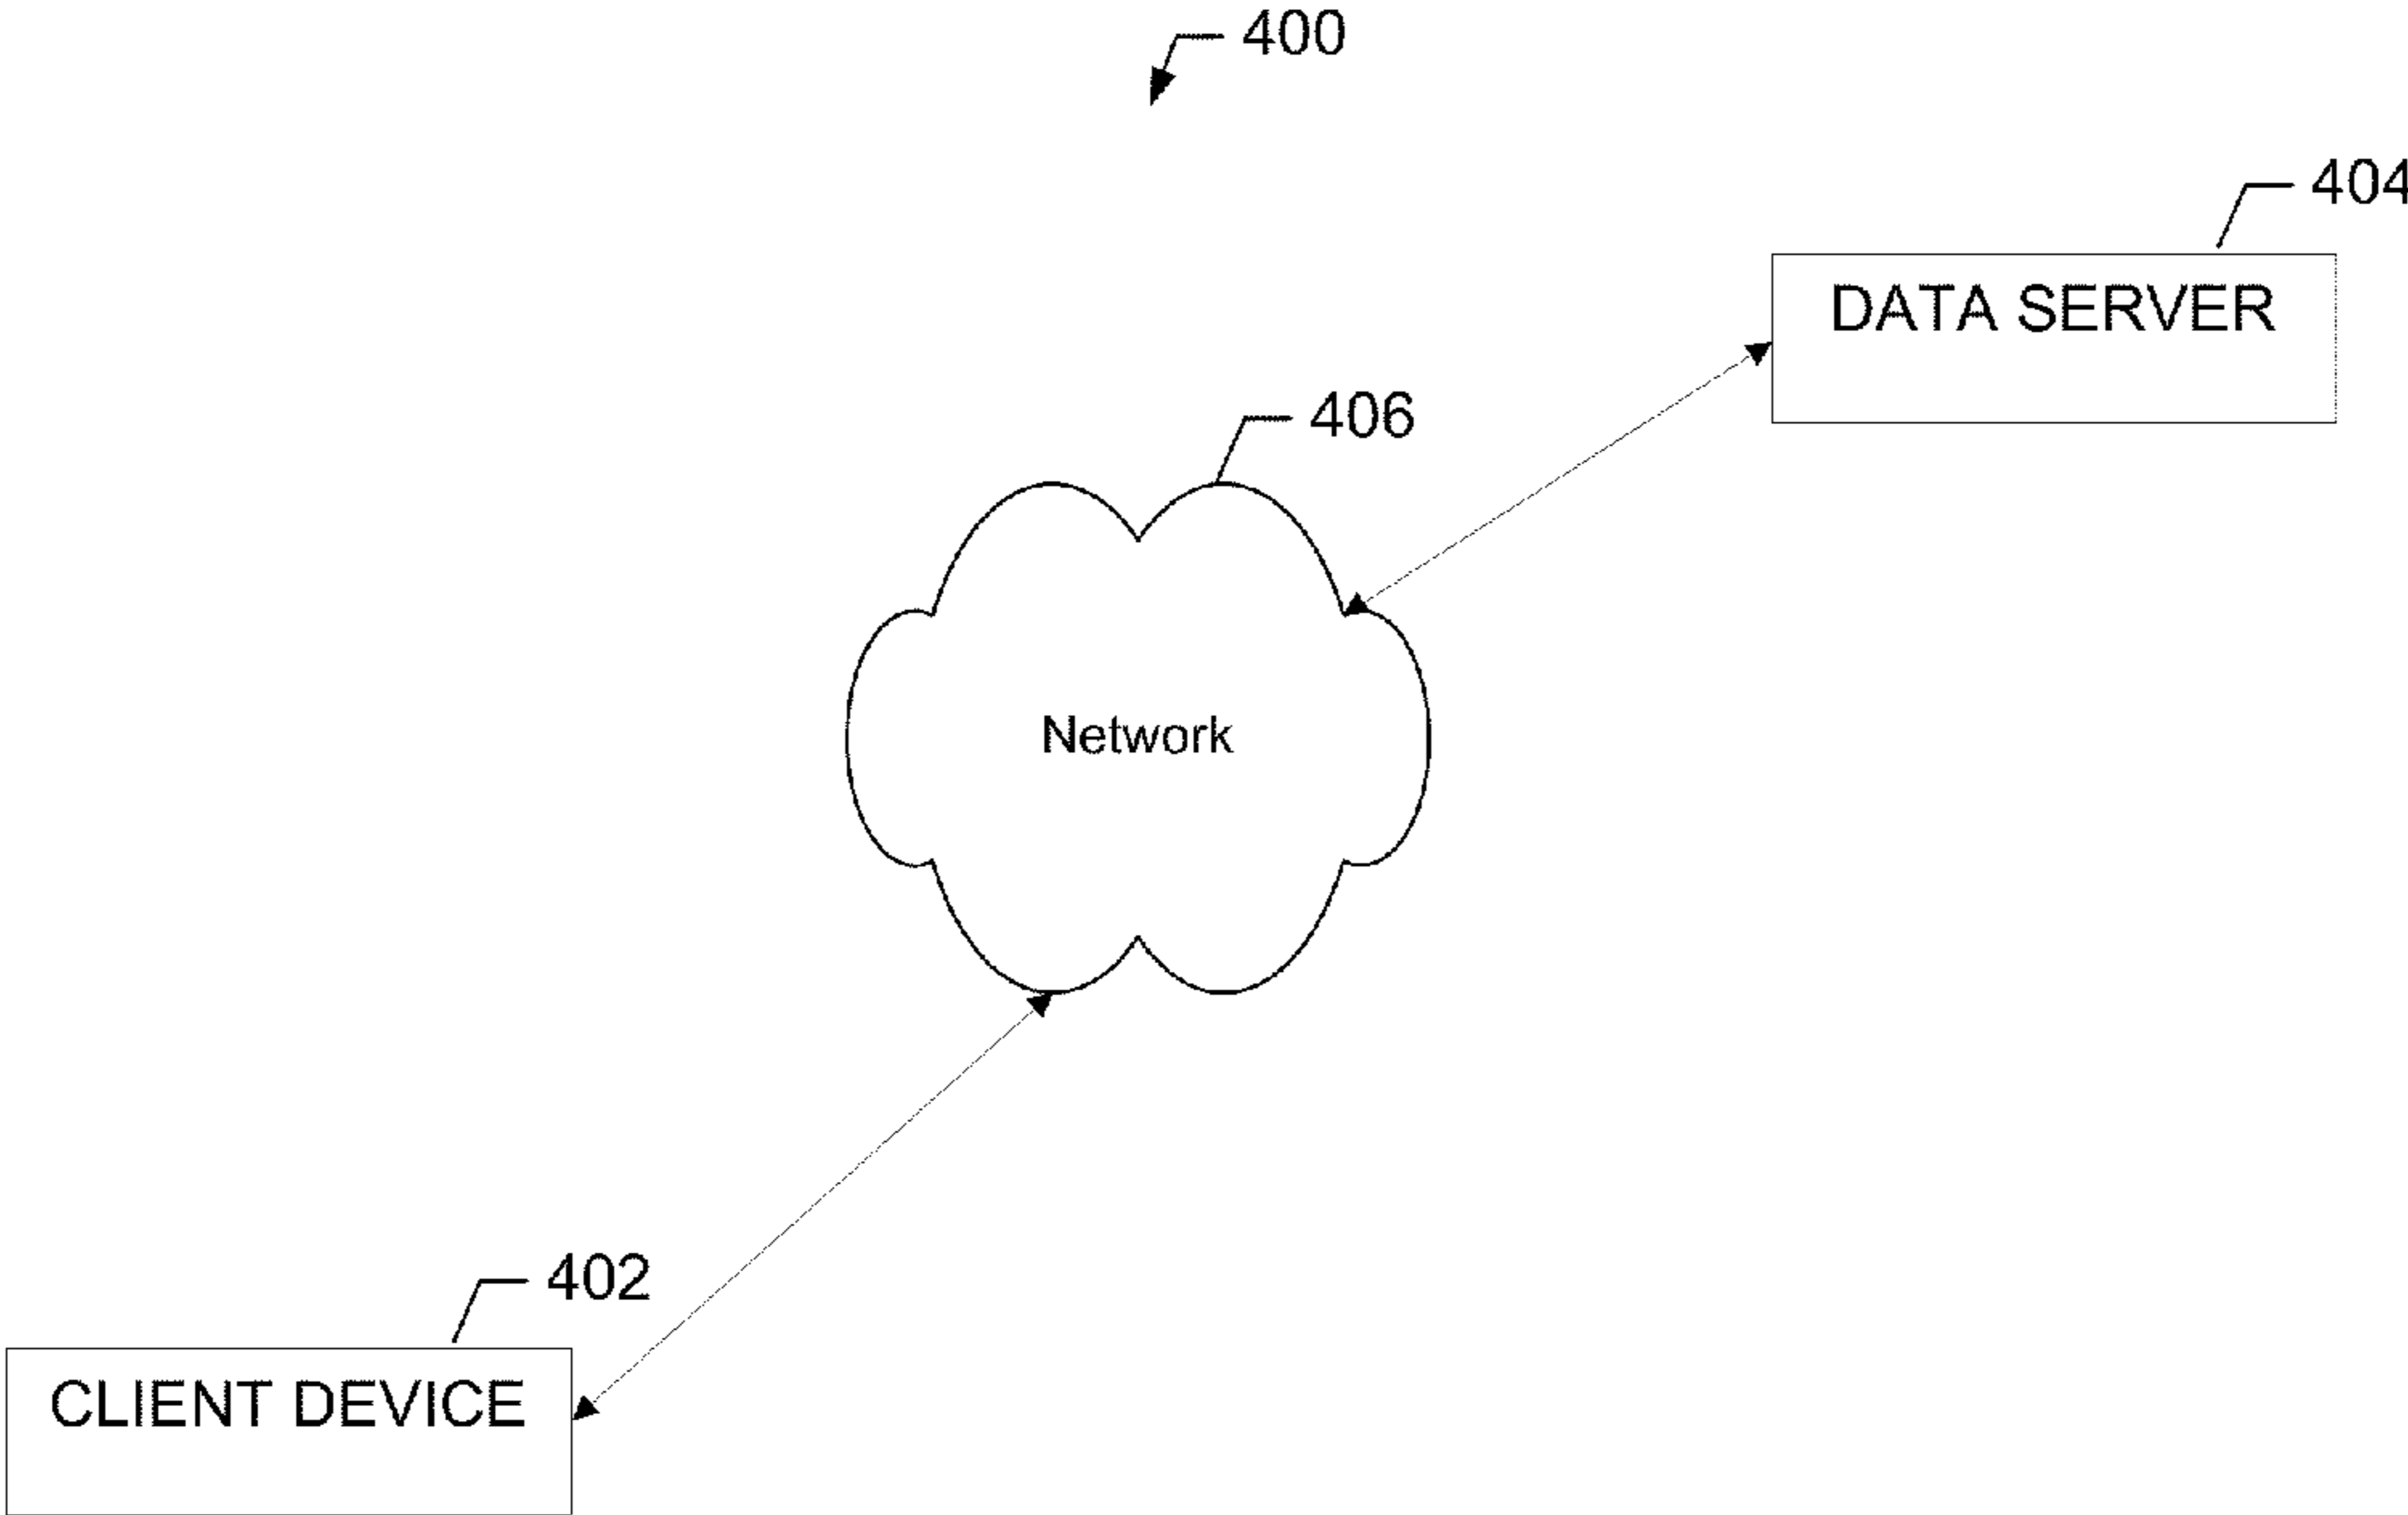 400
404
DATA SERVER
406
Network
402
CLIENT DEVICE